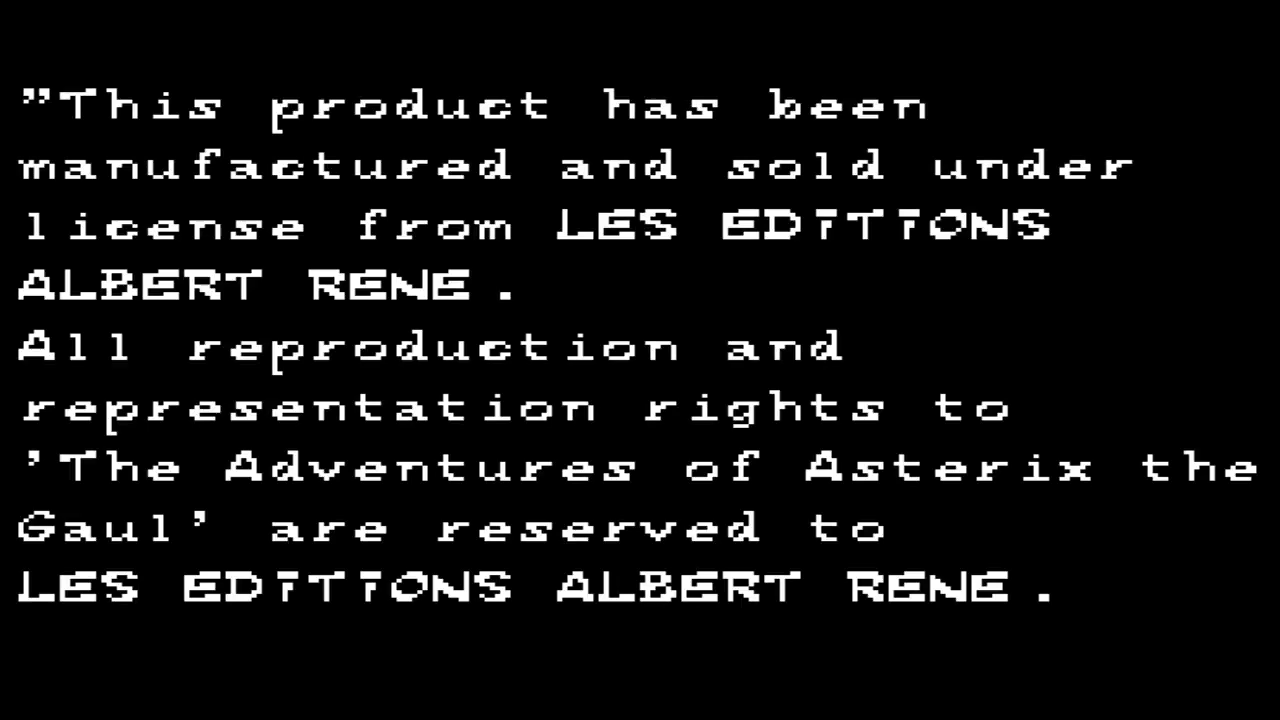 "This product has been
manufactured and sold under
license from LES EDITIONS
ALBERT RENE.
All reproduction and
representation rights to
'The Adventures of Asterix the
Gaul' are reserved to
LES EDITIONS ALBERT RENE.